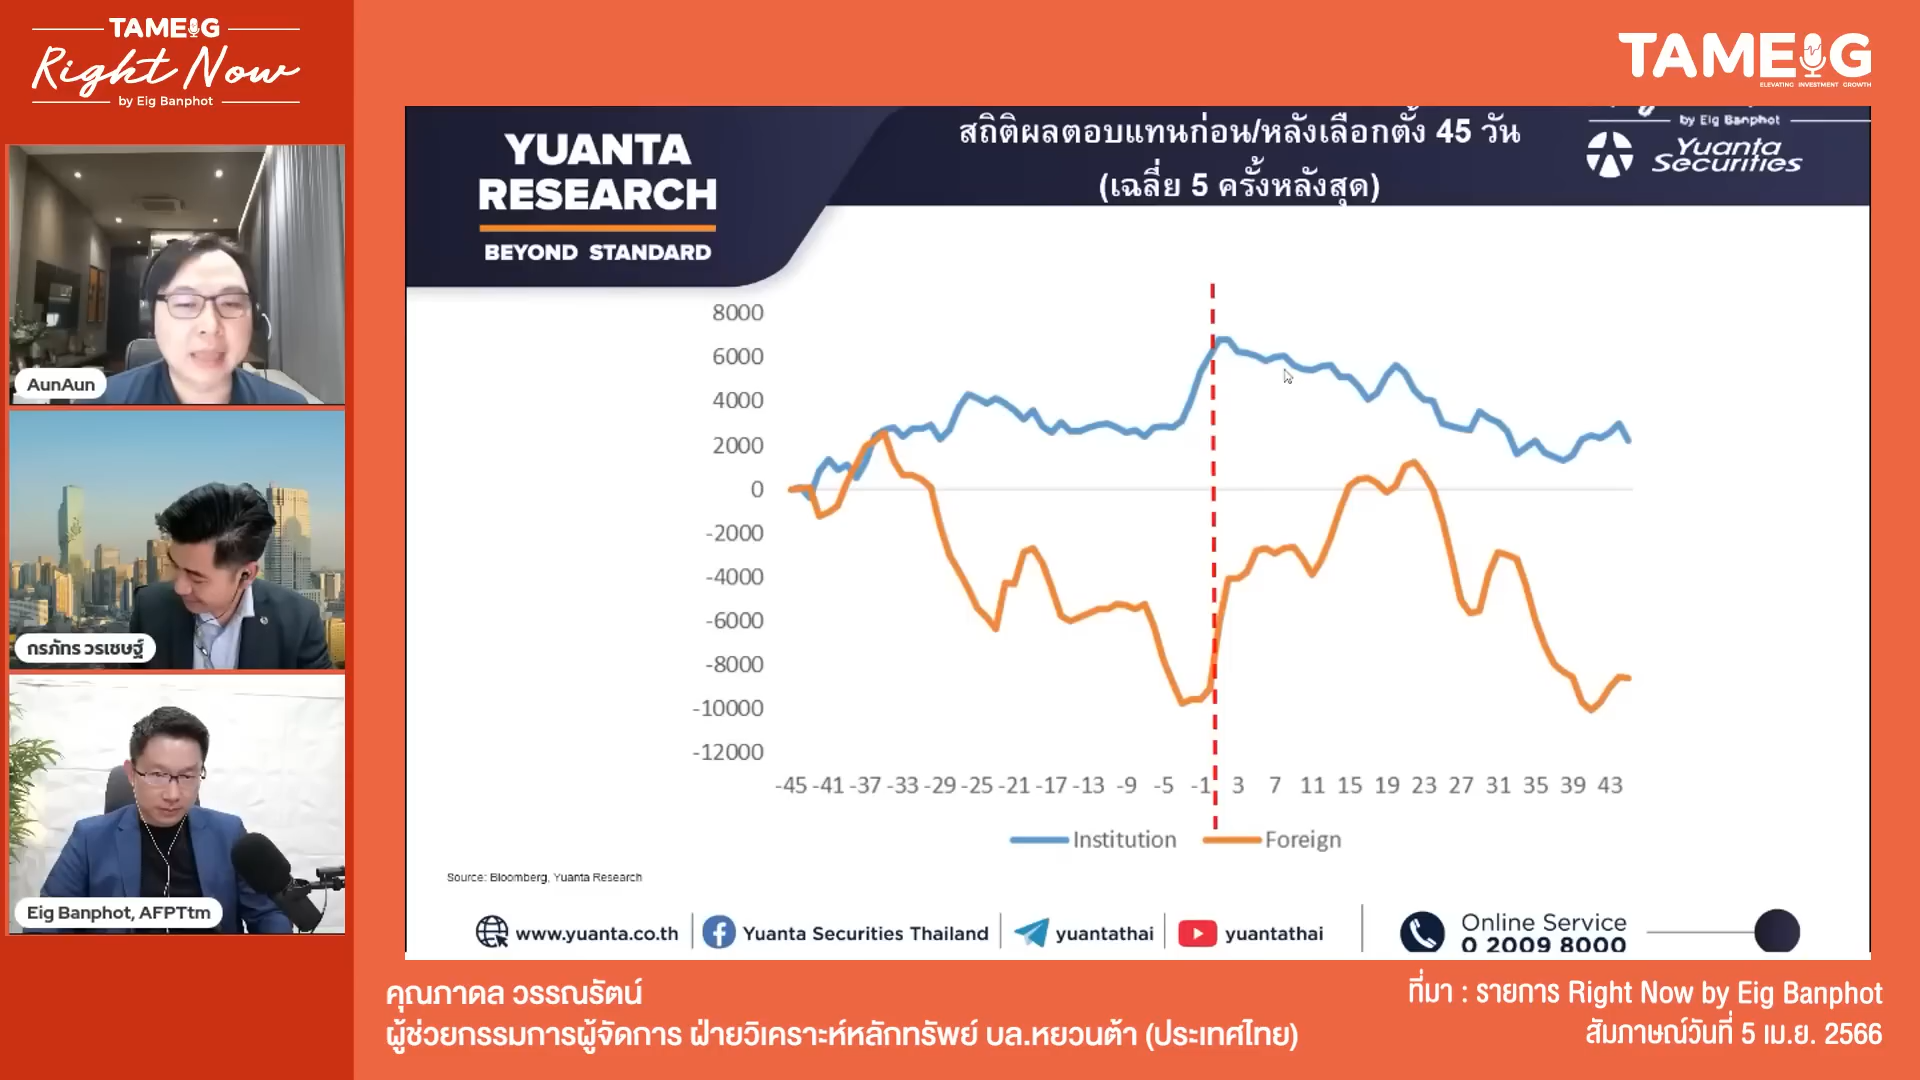 TAMEIG
Right Now
by Eig Banphot
TAMEIG
ELEVATING INVESTMENT GROWTH
AunAun
กรภัทร วรเชษฐ์
Eig Banphot, AFPTtm
YUANTA
RESEARCH
BEYOND STANDARD
สถิติผลตอบแทนก่อน/หลังเลือกตั้ง 45 วัน
(เฉลี่ย 5 ครั้งหลังสุด)
by Eig Banphot
Yuanta
Securities
8000
6000
4000
2000
0
-2000
-4000
-6000
-8000
-10000
-12000
-45 -41 -37 -33 -29 -25 -21 -17 -13 -9 -5 -1 3 7 11 15 19 23 27 31 35 39 43
Institution Foreign
Source: Bloomberg, Yuanta Research
www.yuanta.co.th Yuanta Securities Thailand yuantathai yuantathai
Online Service
0 2009 8000
คุณภาดล วรรณรัตน์
ผู้ช่วยกรรมการผู้จัดการ ฝ่ายวิเคราะห์หลักทรัพย์ บล.หยวนต้า (ประเทศไทย)
ที่มา : รายการ Right Now by Eig Banphot
สัมภาษณ์วันที่ 5 เม.ย. 2566